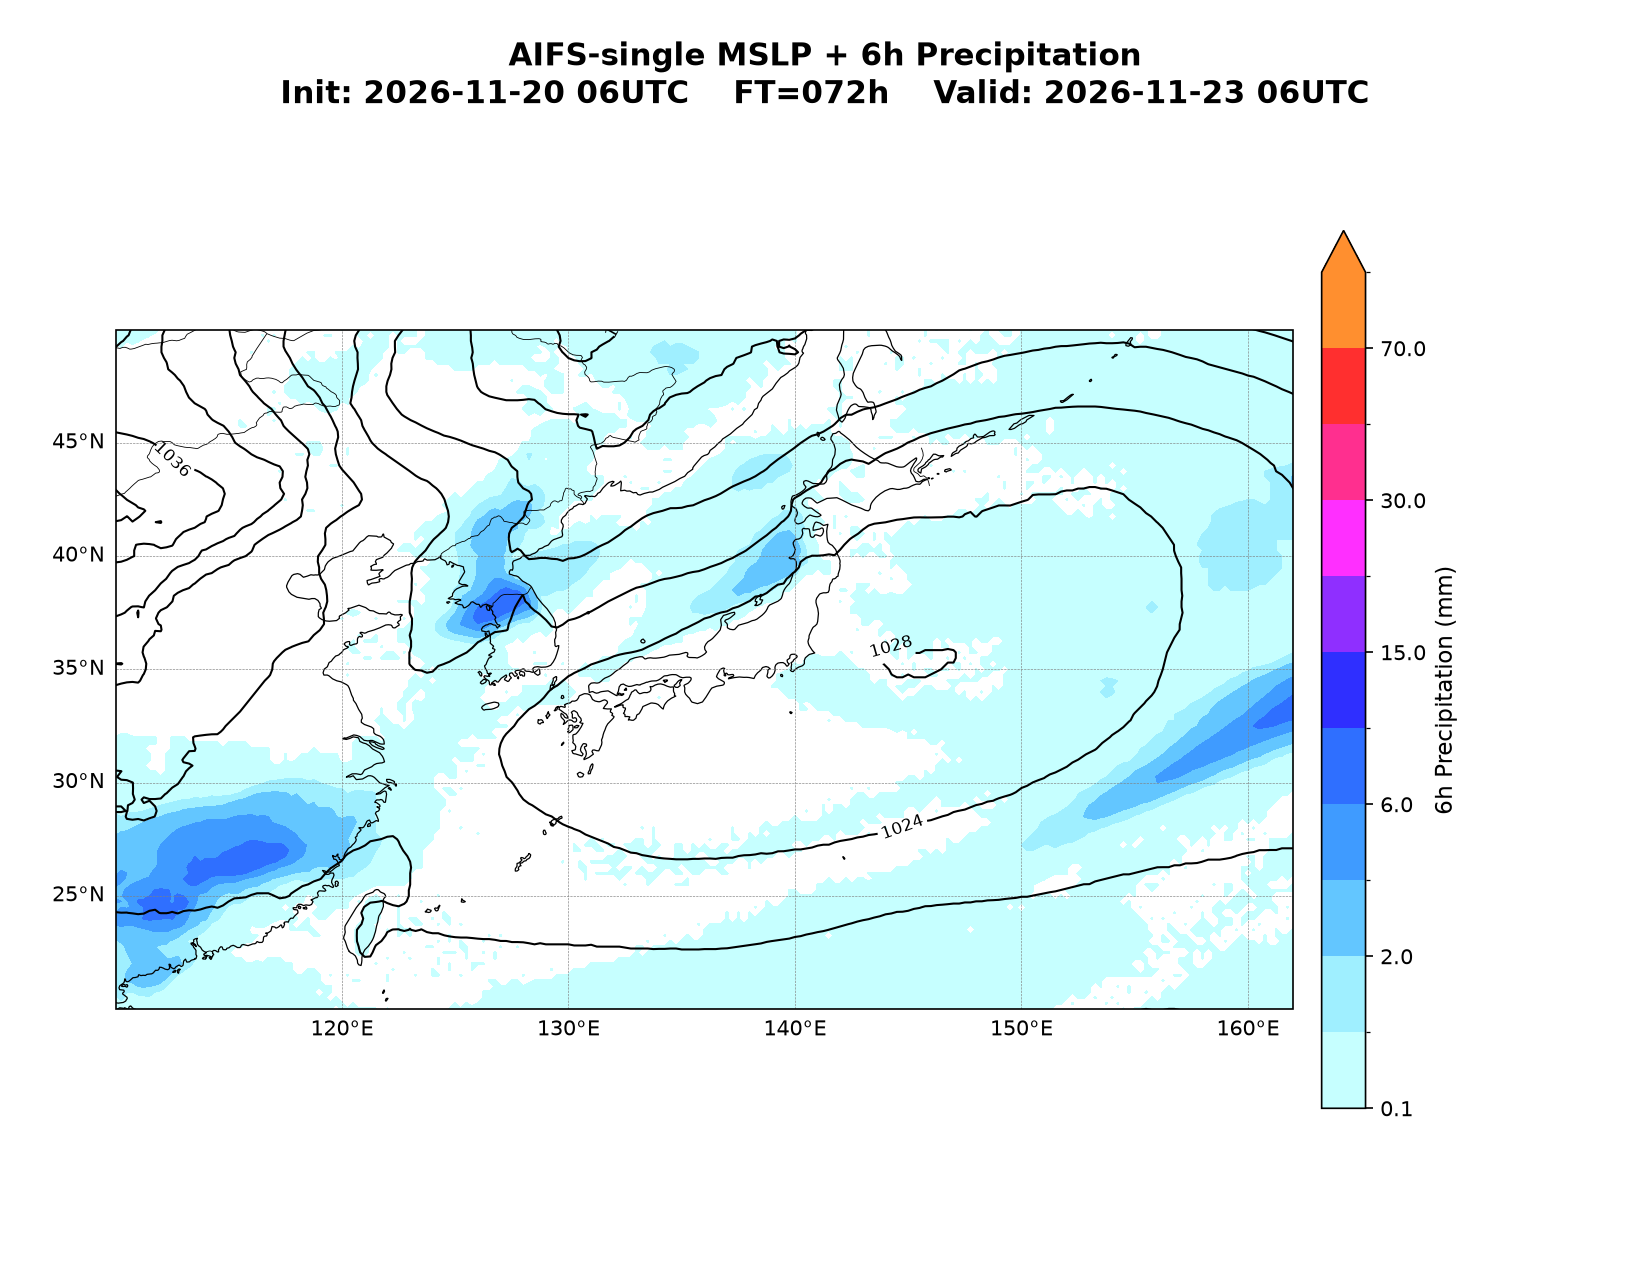 AIFS-single MSLP + 6h Precipitation
Init: 2026-11-20 06UTC    FT=072h    Valid: 2026-11-23 06UTC
70.0
30.0
15.0
6.0
2.0
0.1
6h Precipitation (mm)
45°N
40°N
35°N
30°N
25°N
1036
1028
1024
120°E
130°E
140°E
150°E
160°E